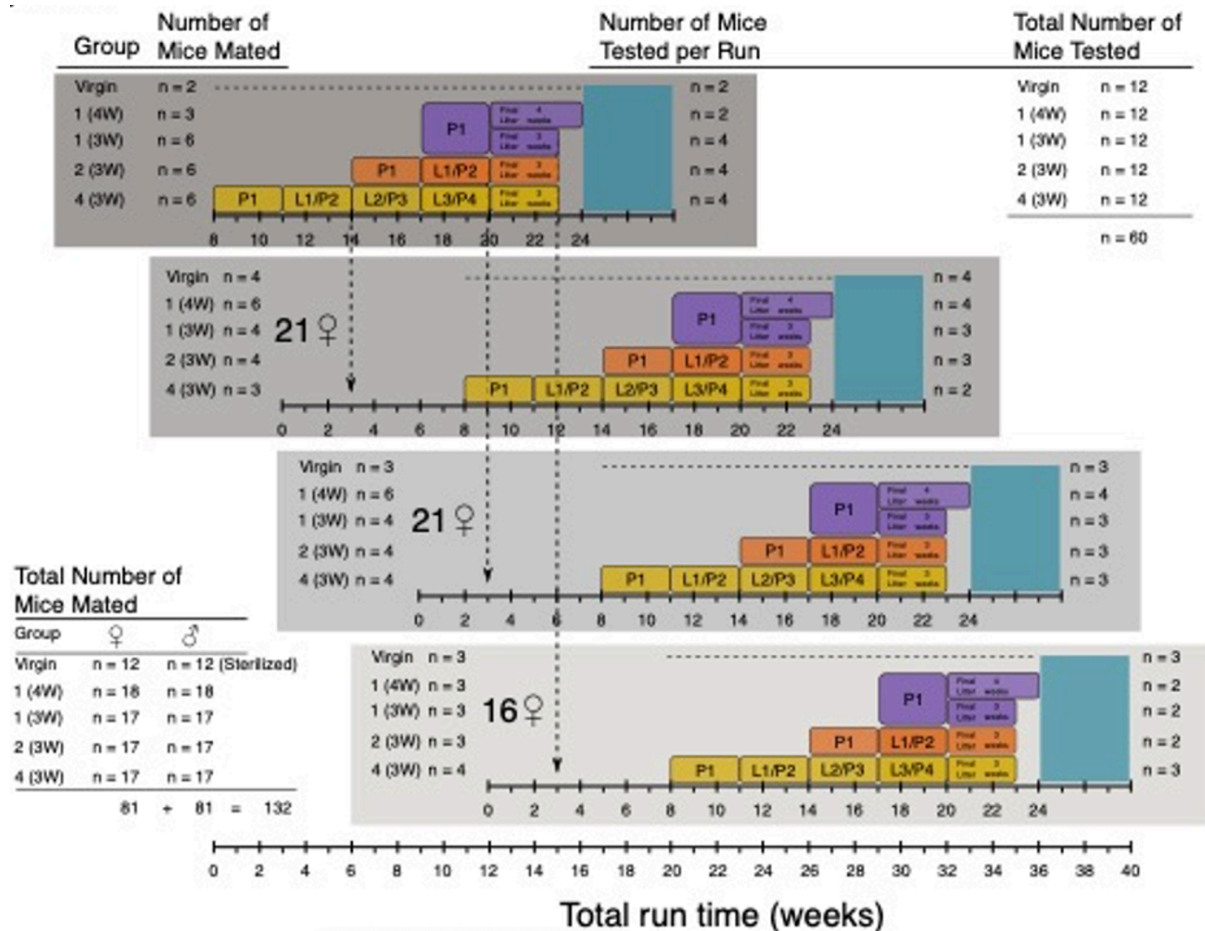 Group
Number of
Mice Mated
Number of Mice
Tested per Run
Total Number of
Mice Tested
Virgin n = 2
1 (4W) n = 3
1 (3W) n = 6
2 (3W) n = 6
4 (3W) n = 6
P1 Final 4 Litter weeks
Final 3 Litter weeks
P1 L1/P2 Final 3 Litter weeks
P1 L1/P2 L2/P3 L3/P4 Final 3 Litter weeks
8 10 12 14 16 18 20 22 24
n = 2
n = 2
n = 4
n = 4
n = 4
Virgin n = 12
1 (4W) n = 12
1 (3W) n = 12
2 (3W) n = 12
4 (3W) n = 12
n = 60
Virgin n = 4
1 (4W) n = 6
1 (3W) n = 4
2 (3W) n = 4
4 (3W) n = 3
21 ♀
P1 Final 4 Litter weeks
Final 3 Litter weeks
P1 L1/P2 Final 3 Litter weeks
P1 L1/P2 L2/P3 L3/P4 Final 3 Litter weeks
0 2 4 6 8 10 12 14 16 18 20 22 24
n = 4
n = 4
n = 3
n = 3
n = 2
Virgin n = 3
1 (4W) n = 6
1 (3W) n = 4
2 (3W) n = 4
4 (3W) n = 4
21 ♀
P1 Final 4 Litter weeks
Final 3 Litter weeks
P1 L1/P2 Final 3 Litter weeks
P1 L1/P2 L2/P3 L3/P4 Final 3 Litter weeks
0 2 4 6 8 10 12 14 16 18 20 22 24
n = 3
n = 4
n = 3
n = 3
n = 3
Total Number of
Mice Mated
Group ♀ ♂
Virgin n = 12 n = 12 (Sterilized)
1 (4W) n = 18 n = 18
1 (3W) n = 17 n = 17
2 (3W) n = 17 n = 17
4 (3W) n = 17 n = 17
81 + 81 = 132
Virgin n = 3
1 (4W) n = 3
1 (3W) n = 3
2 (3W) n = 3
4 (3W) n = 4
16 ♀
P1 Final 4 Litter weeks
Final 3 Litter weeks
P1 L1/P2 Final 3 Litter weeks
P1 L1/P2 L2/P3 L3/P4 Final 3 Litter weeks
0 2 4 6 8 10 12 14 16 18 20 22 24
n = 3
n = 2
n = 2
n = 2
n = 3
0 2 4 6 8 10 12 14 16 18 20 22 24 26 28 30 32 34 36 38 40
Total run time (weeks)